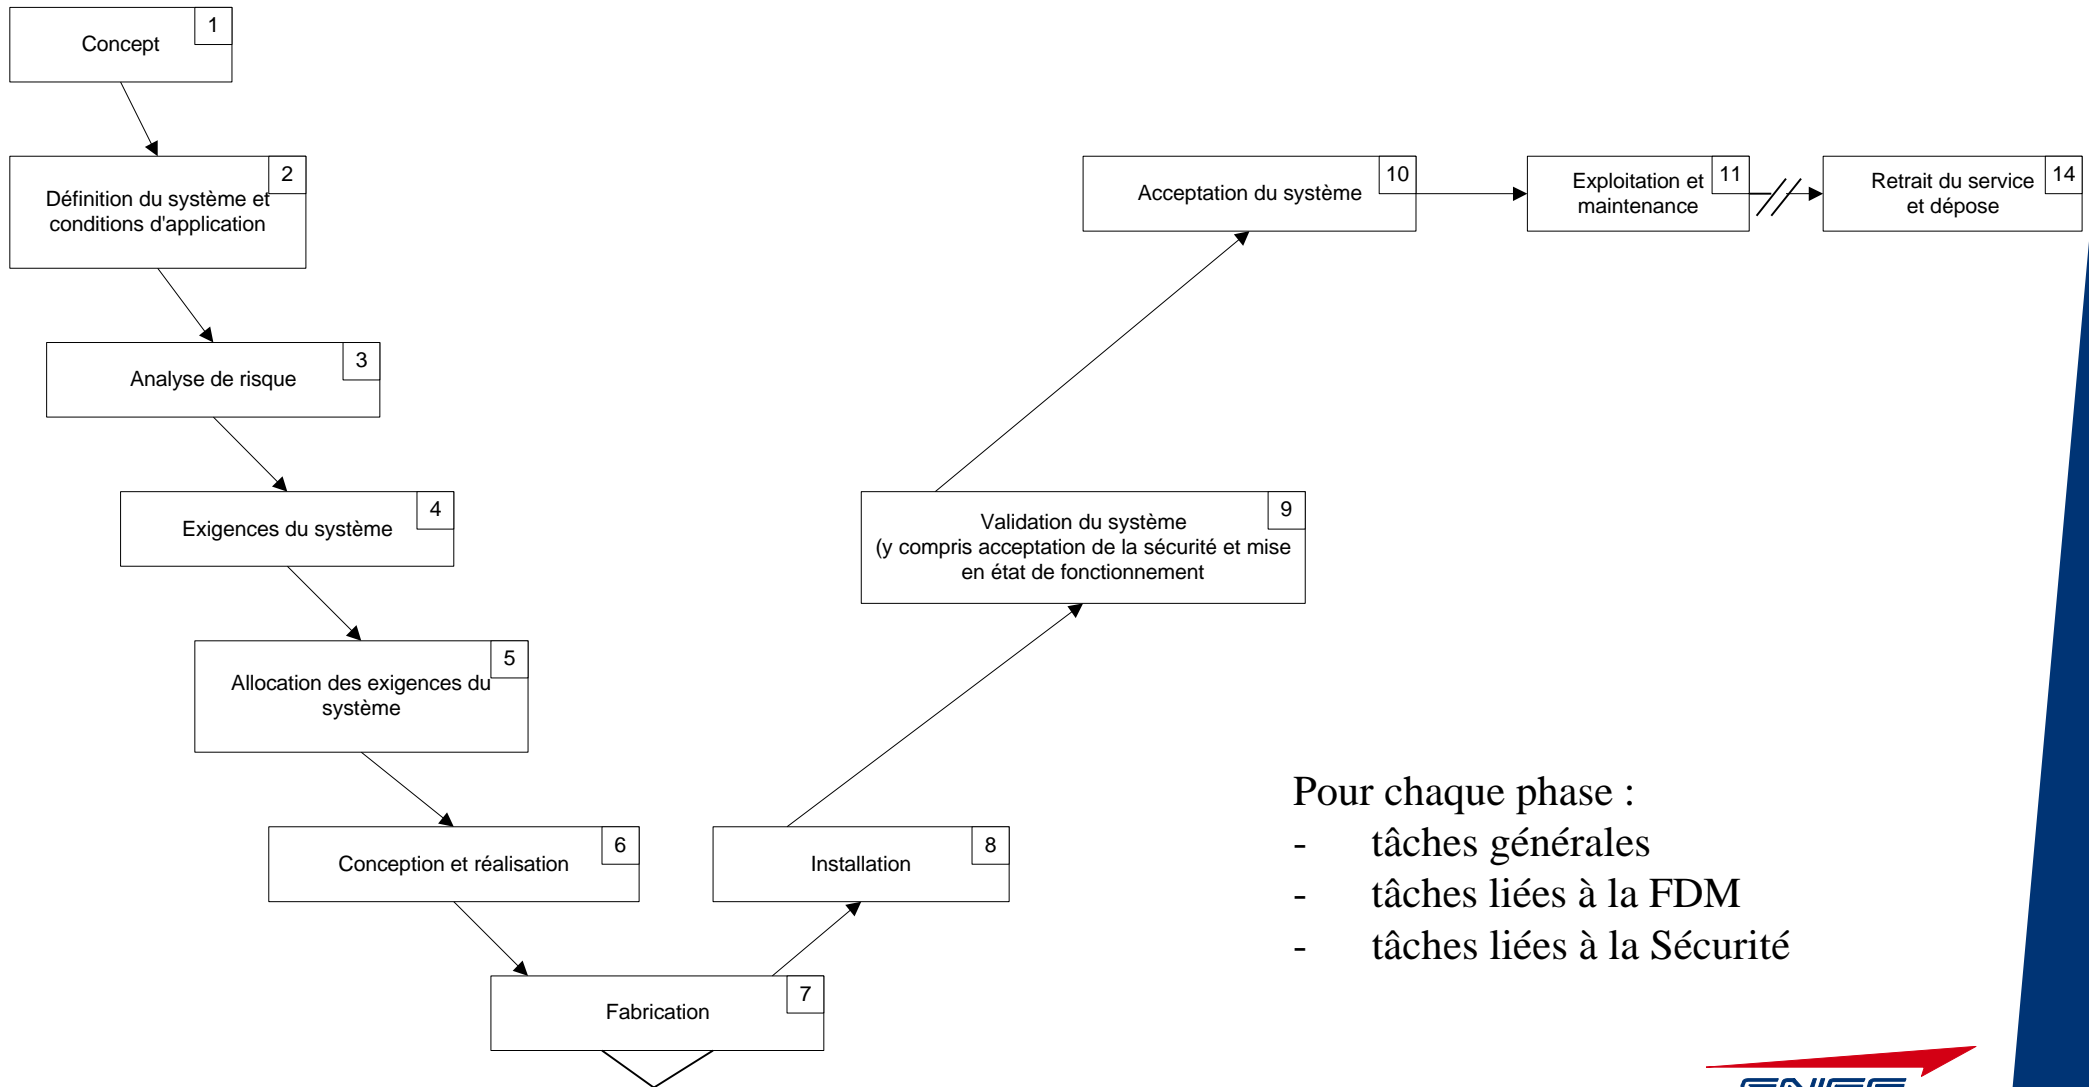 Concept
1
Définition du système et
conditions d'application
2
Analyse de risque
3
Exigences du système
4
Allocation des exigences du
système
5
Conception et réalisation
6
Fabrication
7
Installation
8
Validation du système
(y compris acceptation de la sécurité et mise
en état de fonctionnement
9
Acceptation du système
10
Exploitation et
maintenance
11
Retrait du service
et dépose
14
Pour chaque phase :
- tâches générales
- tâches liées à la FDM
- tâches liées à la Sécurité